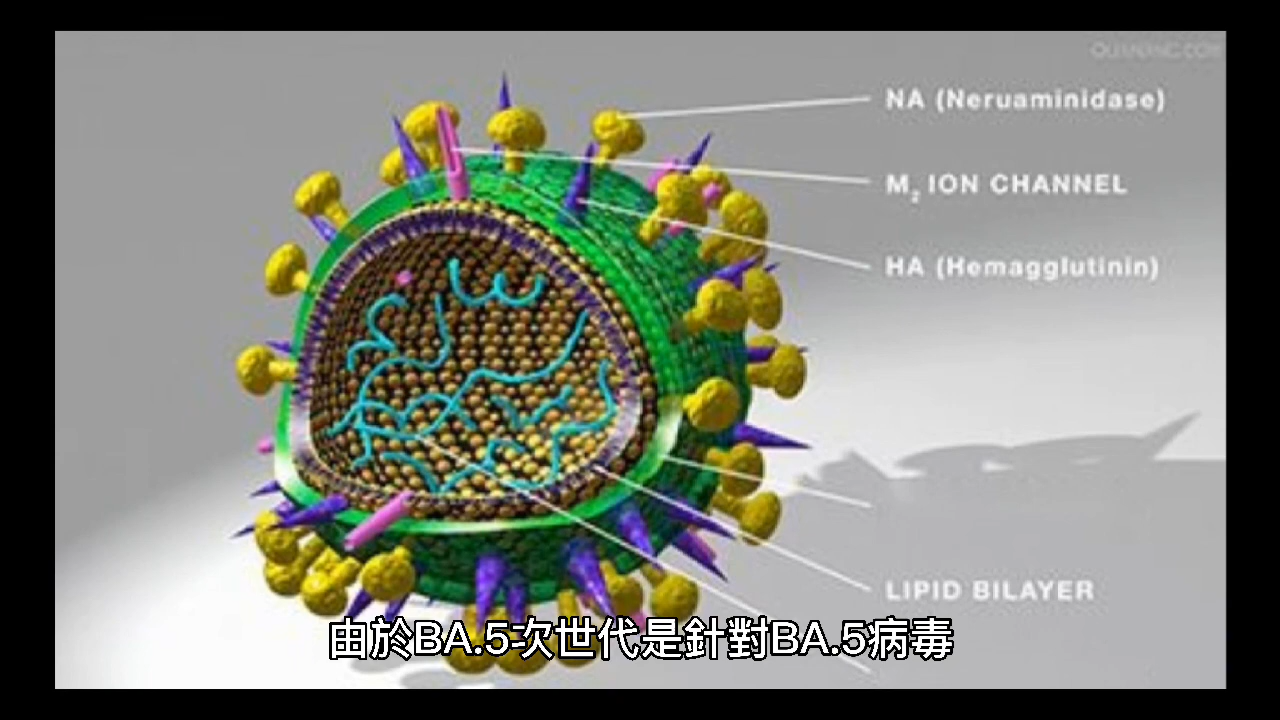 NA (Neruaminidase)
M₂ ION CHANNEL
HA (Hemagglutinin)
LIPID BILAYER
由於BA.5次世代是針對BA.5病毒